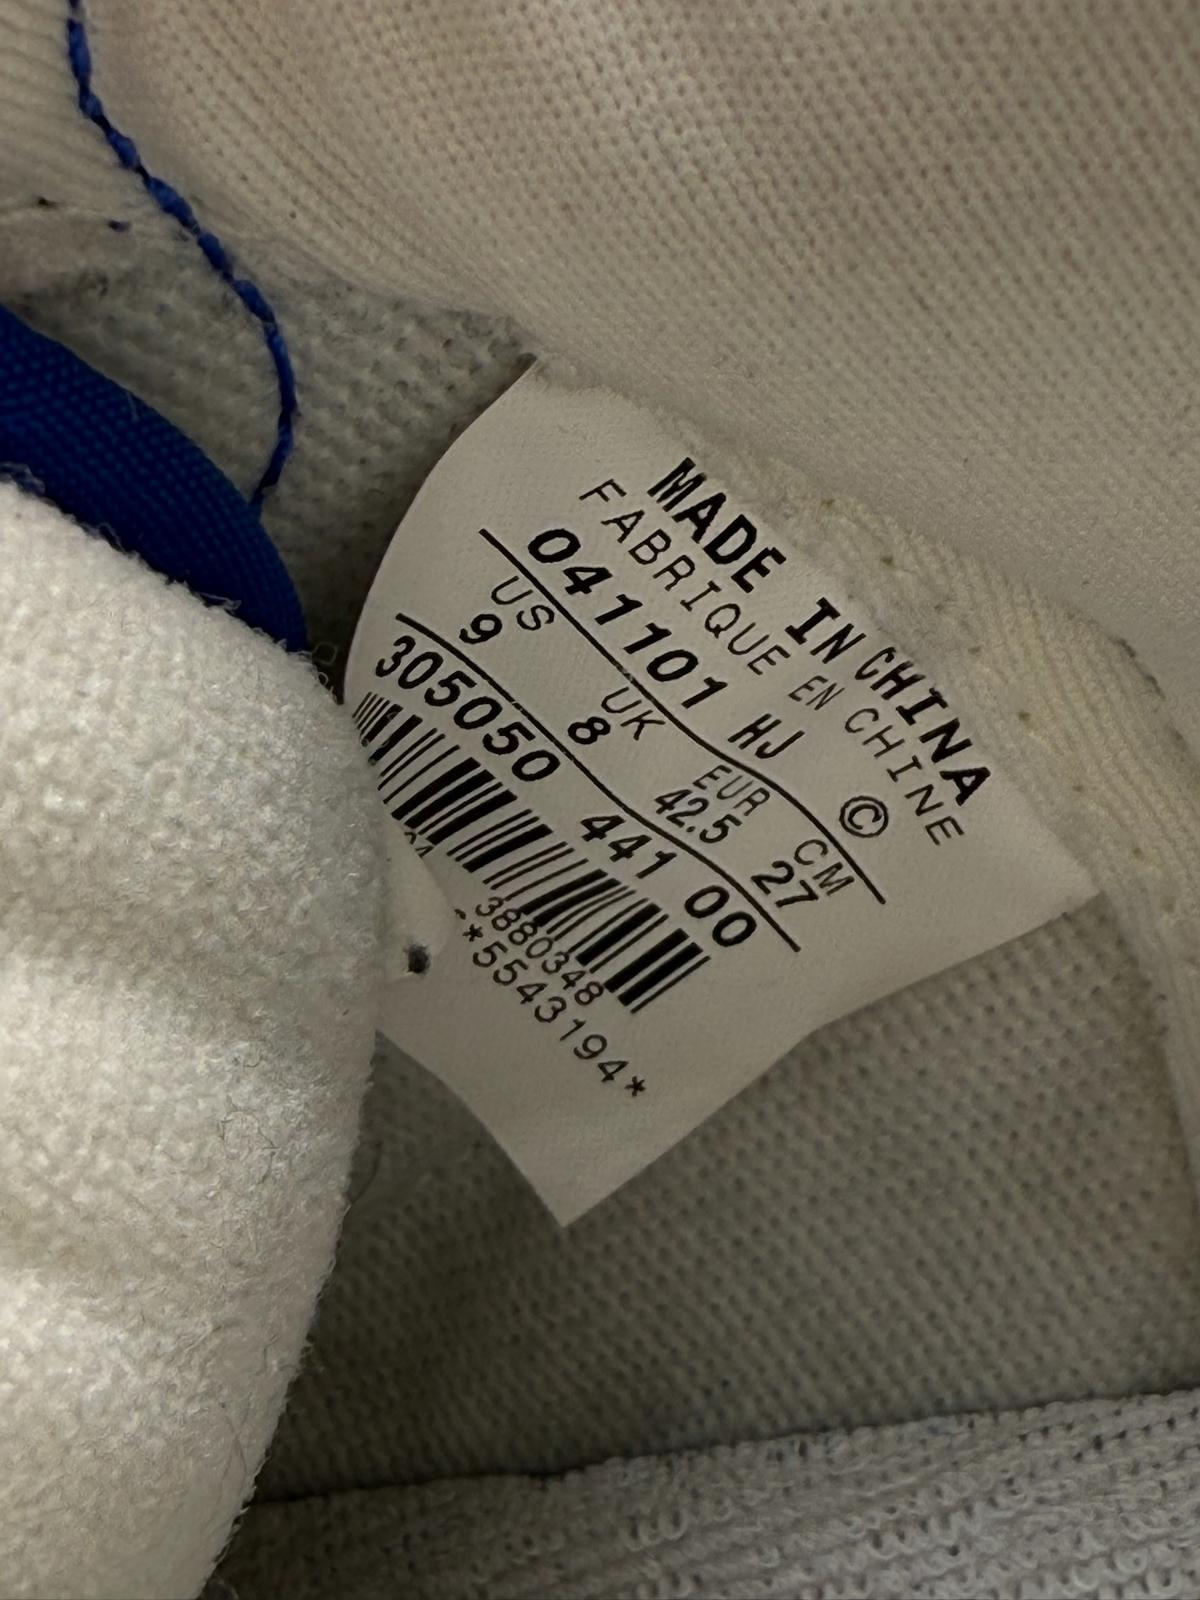 MADE IN CHINA
FABRIQUE EN CHINE
041101 HJ ©
US UK EUR CM
9 8 42.5 27
305050 441 00
3880348
*5543194*